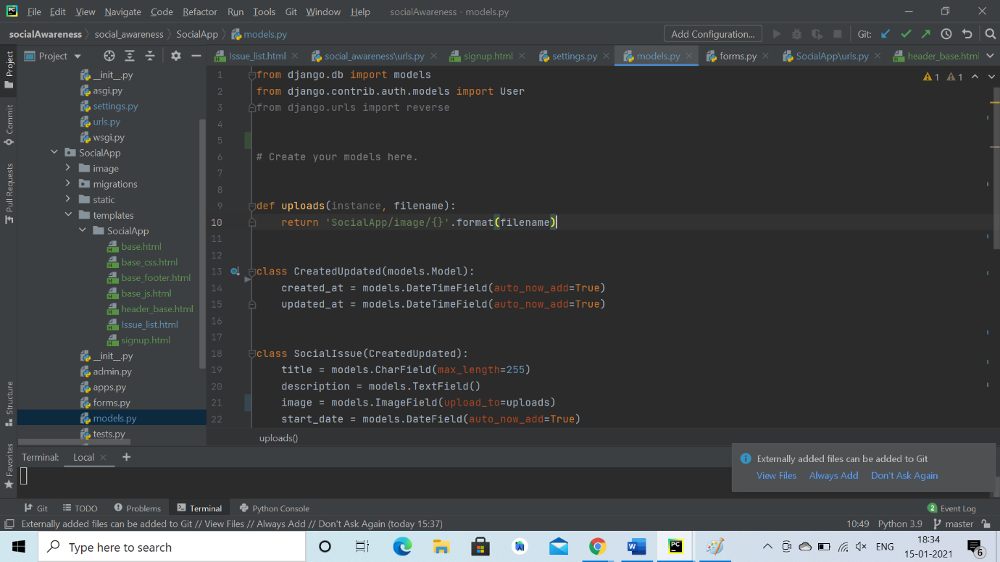 PC File Edit View Navigate Code Refactor Run Tools Git Window Help socialAwareness - models.py
socialAwareness social_awareness SocialApp models.py Add Configuration... Git:
Project Issue_list.html social_awareness\urls.py signup.html settings.py models.py forms.py SocialApp\urls.py header_base.html
Project
Commit
Pull Requests
Structure
Favorites
__init__.py
asgi.py
settings.py
urls.py
wsgi.py
SocialApp
image
migrations
static
templates
SocialApp
base.html
base_css.html
base_footer.html
base_js.html
header_base.html
Issue_list.html
signup.html
__init__.py
admin.py
apps.py
forms.py
models.py
tests.py
1 from django.db import models
2 from django.contrib.auth.models import User
3 from django.urls import reverse
4
5
6 # Create your models here.
7
8
9 def uploads(instance, filename):
10 return 'SocialApp/image/{}'.format(filename)
11
12
13 class CreatedUpdated(models.Model):
14 created_at = models.DateTimeField(auto_now_add=True)
15 updated_at = models.DateTimeField(auto_now_add=True)
16
17
18 class SocialIssue(CreatedUpdated):
19 title = models.CharField(max_length=255)
20 description = models.TextField()
21 image = models.ImageField(upload_to=uploads)
22 start_date = models.DateField(auto_now_add=True)
1 1
uploads()
Terminal: Local +
Externally added files can be added to Git
View Files Always Add Don't Ask Again
Git TODO Problems Terminal Python Console 2 Event Log
Externally added files can be added to Git // View Files // Always Add // Don't Ask Again (today 15:37) 10:49 Python 3.9 master
Type here to search PC ENG 18:34
15-01-2021 6